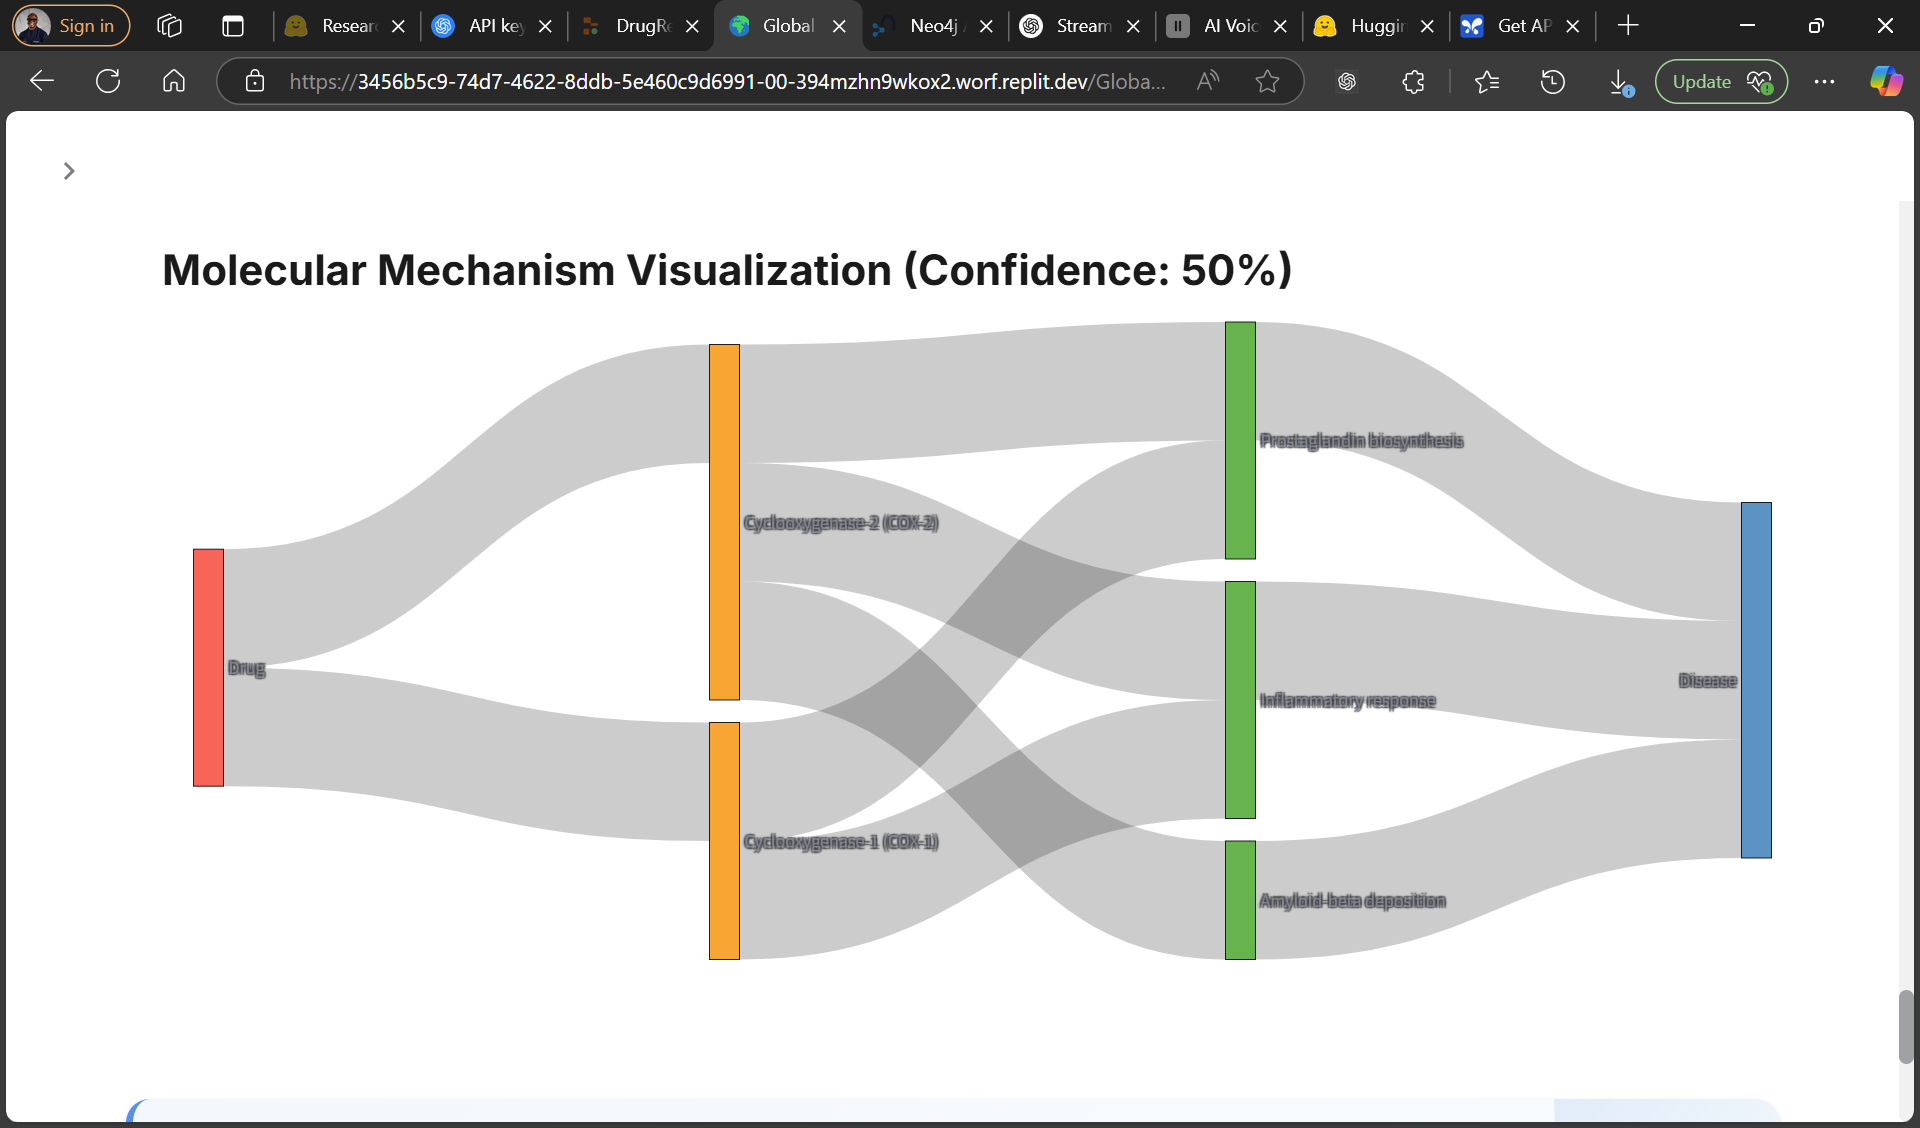 Sign in
Resear
API key
DrugRe
Global
Neo4j
Stream
AI Voic
Huggin
Get AP
https://3456b5c9-74d7-4622-8ddb-5e460c9d6991-00-394mzhn9wkox2.worf.replit.dev/Globa...
Update
Molecular Mechanism Visualization (Confidence: 50%)
Prostaglandin biosynthesis
Cyclooxygenase-2 (COX-2)
Drug
Disease
Inflammatory response
Cyclooxygenase-1 (COX-1)
Amyloid-beta deposition